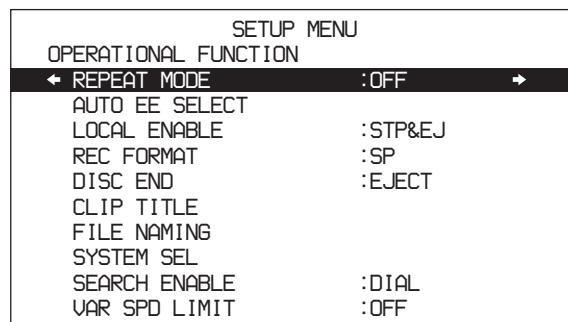 SETUP MENU
OPERATIONAL FUNCTION
← REPEAT MODE :OFF →
AUTO EE SELECT
LOCAL ENABLE :STP&EJ
REC FORMAT :SP
DISC END :EJECT
CLIP TITLE
FILE NAMING
SYSTEM SEL
SEARCH ENABLE :DIAL
VAR SPD LIMIT :OFF